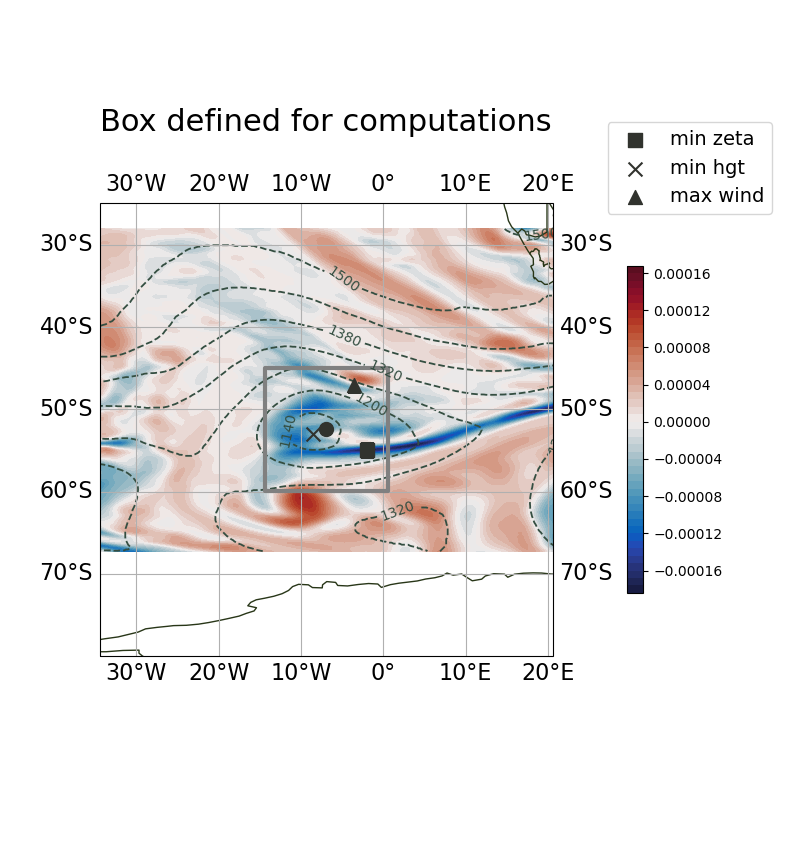 Box defined for computations
min zeta
min hgt
max wind
30°W 20°W 10°W 0° 10°E 20°E
30°S 30°S
40°S 40°S
50°S 50°S
60°S 60°S
70°S 70°S
30°W 20°W 10°W 0° 10°E 20°E
1500
1500
1380
1320
1200
1140
1320
0.00016
0.00012
0.00008
0.00004
0.00000
−0.00004
−0.00008
−0.00012
−0.00016